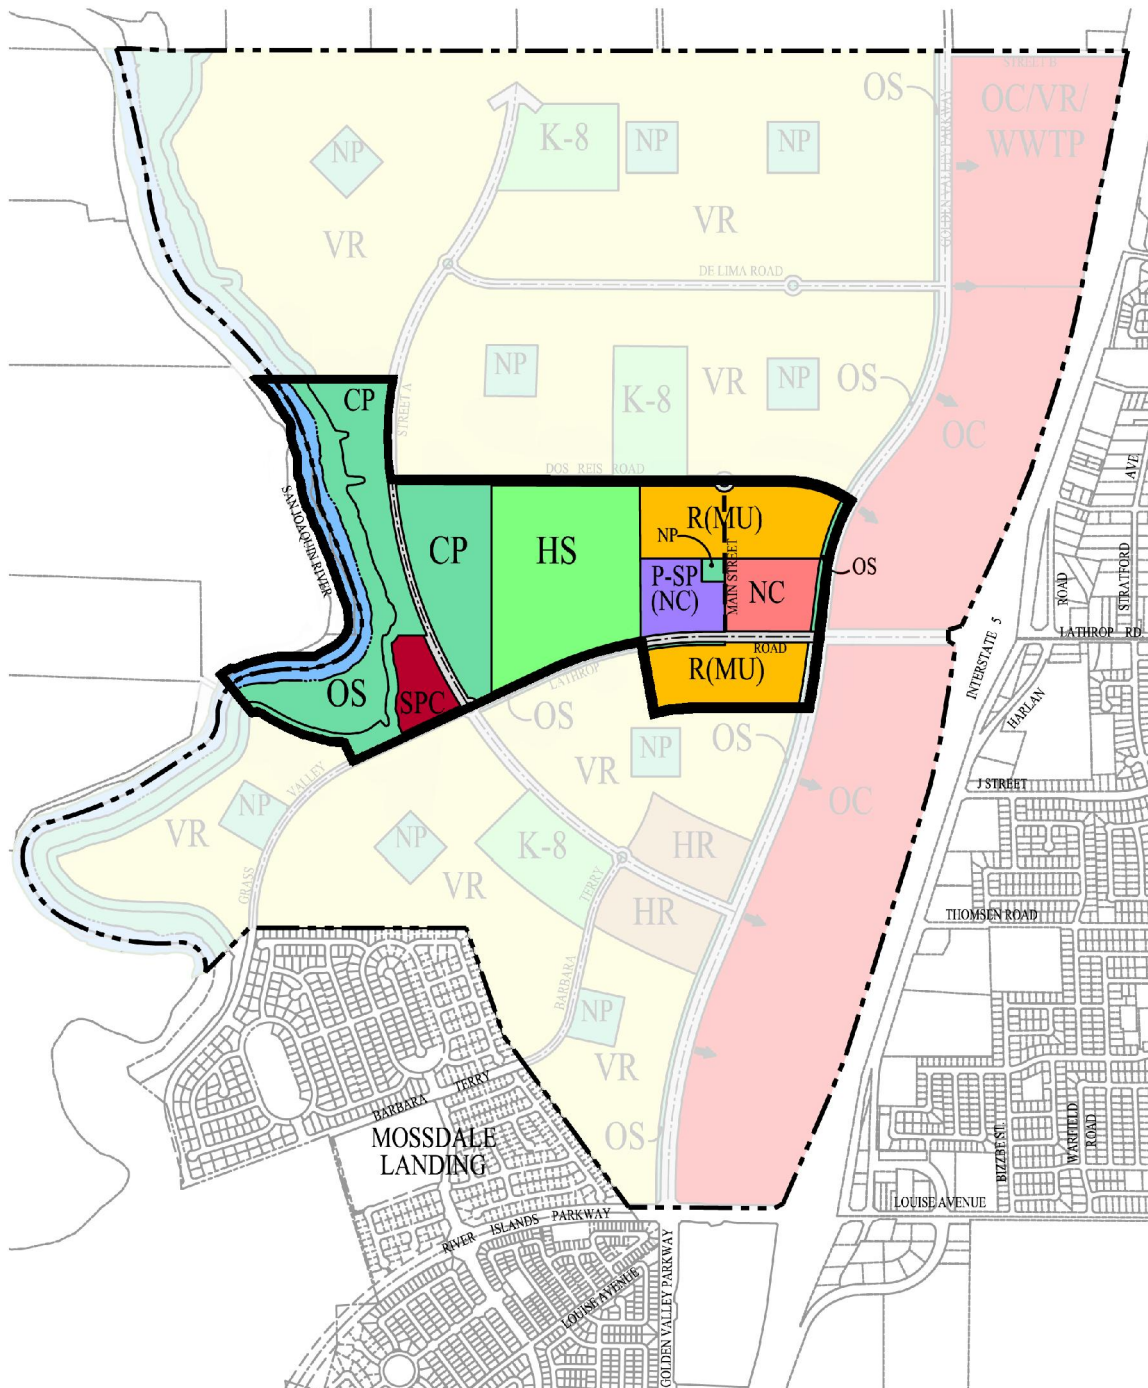 STREET B
OS
OC/VR/
WWTP
K-8
NP
NP
NP
VR
VR
GOLDEN VALLEY PARKWAY
DE LIMA ROAD
NP
K-8
VR
NP
OS
OC
CP
STREET A
DOS REIS ROAD
SAN JOAQUIN RIVER
CP
HS
R(MU)
NP
MAIN STREET
P-SP
(NC)
NC
OS
ROAD
R(MU)
LATHROP
OS
SPC
OS
AVE
STRATFORD
ROAD
LATHROP RD
INTERSTATE 5
HARLAN
J STREET
THOMSEN ROAD
VR
NP
OS
OC
VALLEY
GRASS
NP
VR
NP
VR
K-8
HR
HR
TERRY
BARBARA
NP
VR
OS
BARBARA
TERRY
MOSSDALE
LANDING
RIVER ISLANDS PARKWAY
LOUISE AVENUE
GOLDEN VALLEY PARKWAY
LOUISE AVENUE
BIZZBE ST.
WARFIELD
ROAD